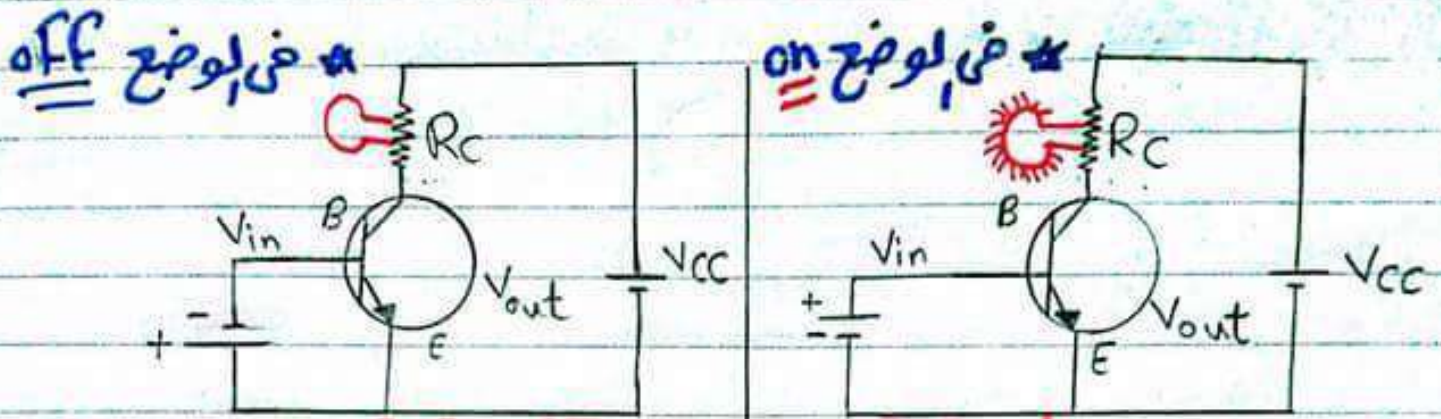 * في الوضع off
Rc
B
Vin
Vout
VCC
- +
E
* في الوضع on
Rc
B
Vin
Vout
VCC
+ -
E